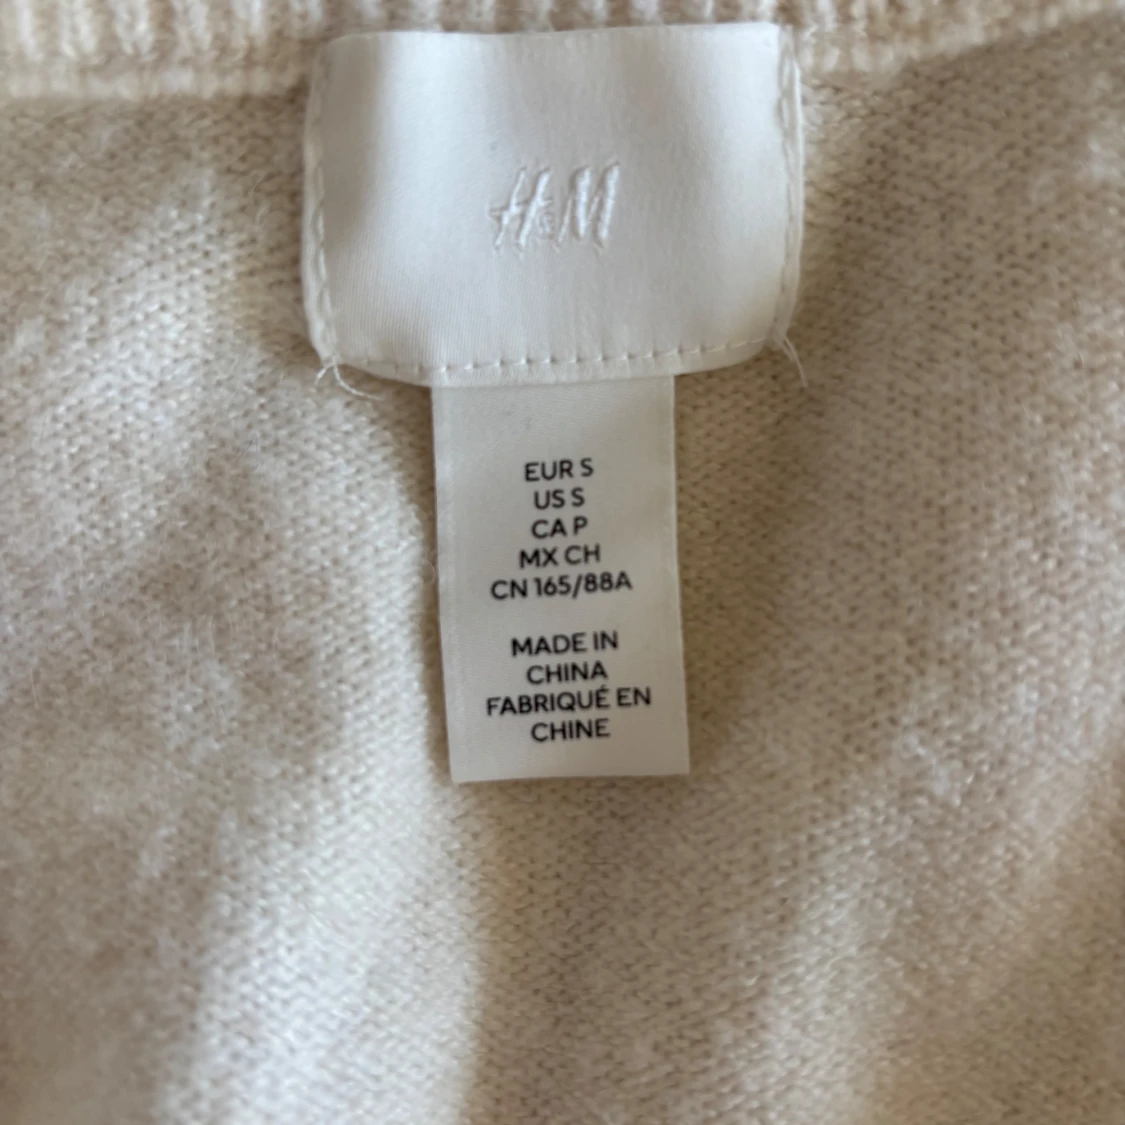 H&M
EUR S
US S
CA P
MX CH
CN 165/88A
MADE IN
CHINA
FABRIQUÉ EN
CHINE